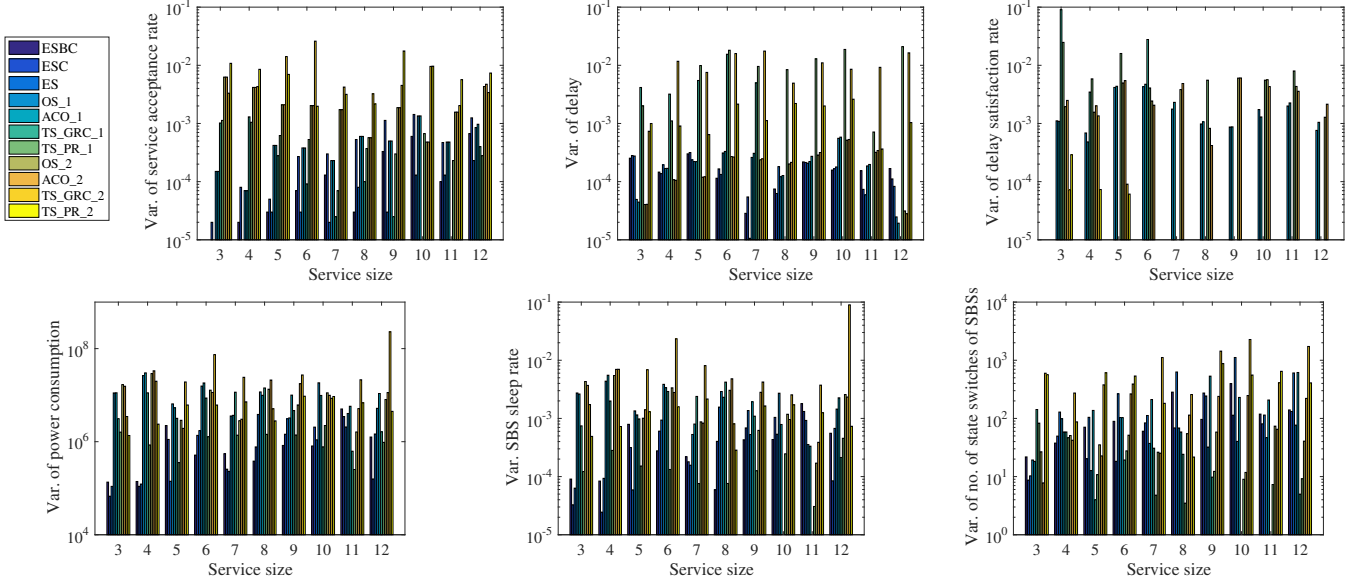 ESBC
ESC
ES
OS_1
ACO_1
TS_GRC_1
TS_PR_1
OS_2
ACO_2
TS_GRC_2
TS_PR_2
Var. of service acceptance rate
10^-1
10^-2
10^-3
10^-4
10^-5
3 4 5 6 7 8 9 10 11 12
Service size
Var. of delay
10^-1
10^-2
10^-3
10^-4
10^-5
3 4 5 6 7 8 9 10 11 12
Service size
Var. of delay satisfaction rate
10^-1
10^-2
10^-3
10^-4
10^-5
3 4 5 6 7 8 9 10 11 12
Service size
Var. of power consumption
10^8
10^6
10^4
3 4 5 6 7 8 9 10 11 12
Service size
Var. SBS sleep rate
10^-1
10^-2
10^-3
10^-4
10^-5
3 4 5 6 7 8 9 10 11 12
Service size
Var. of no. of state switches of SBSs
10^4
10^3
10^2
10^1
10^0
3 4 5 6 7 8 9 10 11 12
Service size